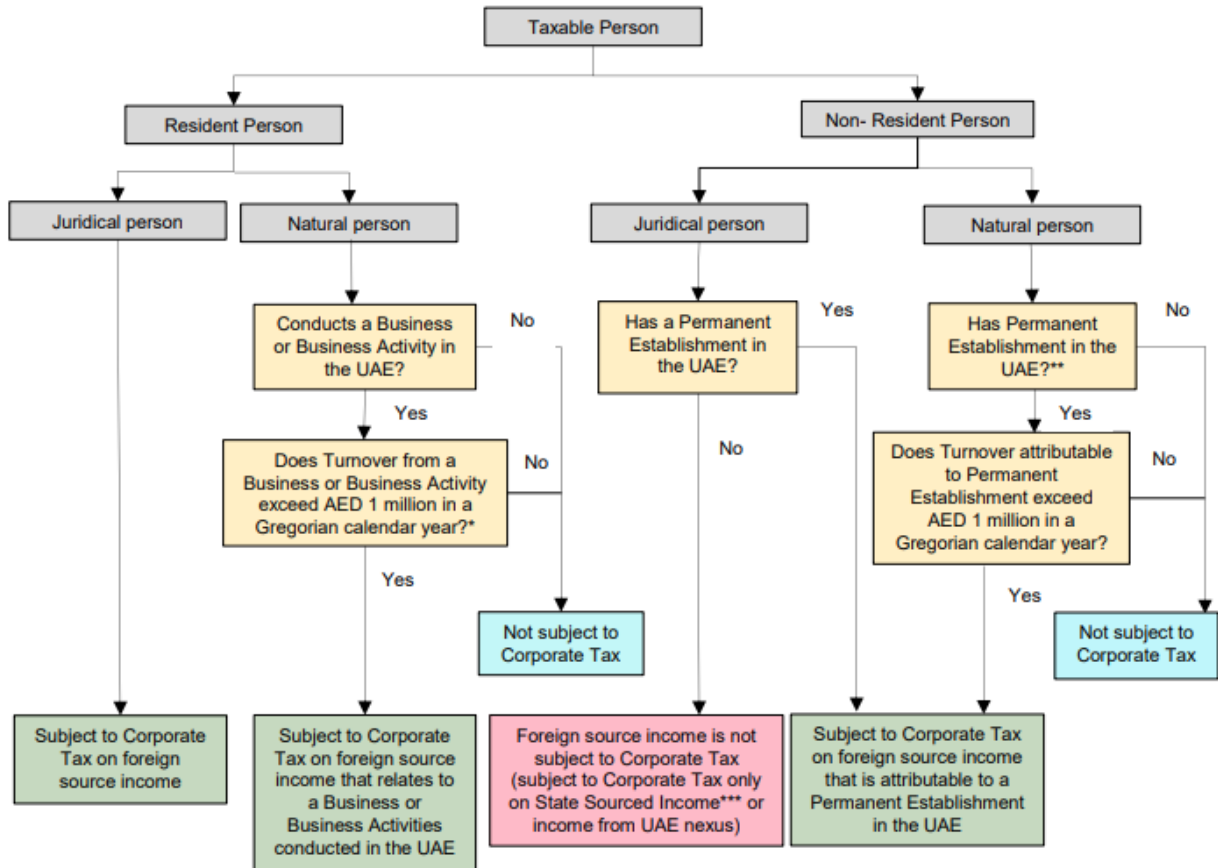 Taxable Person
Resident Person
Non- Resident Person
Juridical person
Natural person
Juridical person
Natural person
Conducts a Business
or Business Activity in
the UAE?
No
Has a Permanent
Establishment in
the UAE?
Yes
Has Permanent
Establishment in the
UAE?**
No
Yes
Yes
Does Turnover from a
Business or Business Activity
exceed AED 1 million in a
Gregorian calendar year?*
No
No
Does Turnover attributable
to Permanent
Establishment exceed
AED 1 million in a
Gregorian calendar year?
No
Yes
Yes
Not subject to
Corporate Tax
Not subject to
Corporate Tax
Subject to Corporate
Tax on foreign
source income
Subject to Corporate
Tax on foreign source
income that relates to
a Business or
Business Activities
conducted in the UAE
Foreign source income is not
subject to Corporate Tax
(subject to Corporate Tax only
on State Sourced Income*** or
income from UAE nexus)
Subject to Corporate Tax
on foreign source income
that is attributable to a
Permanent Establishment
in the UAE